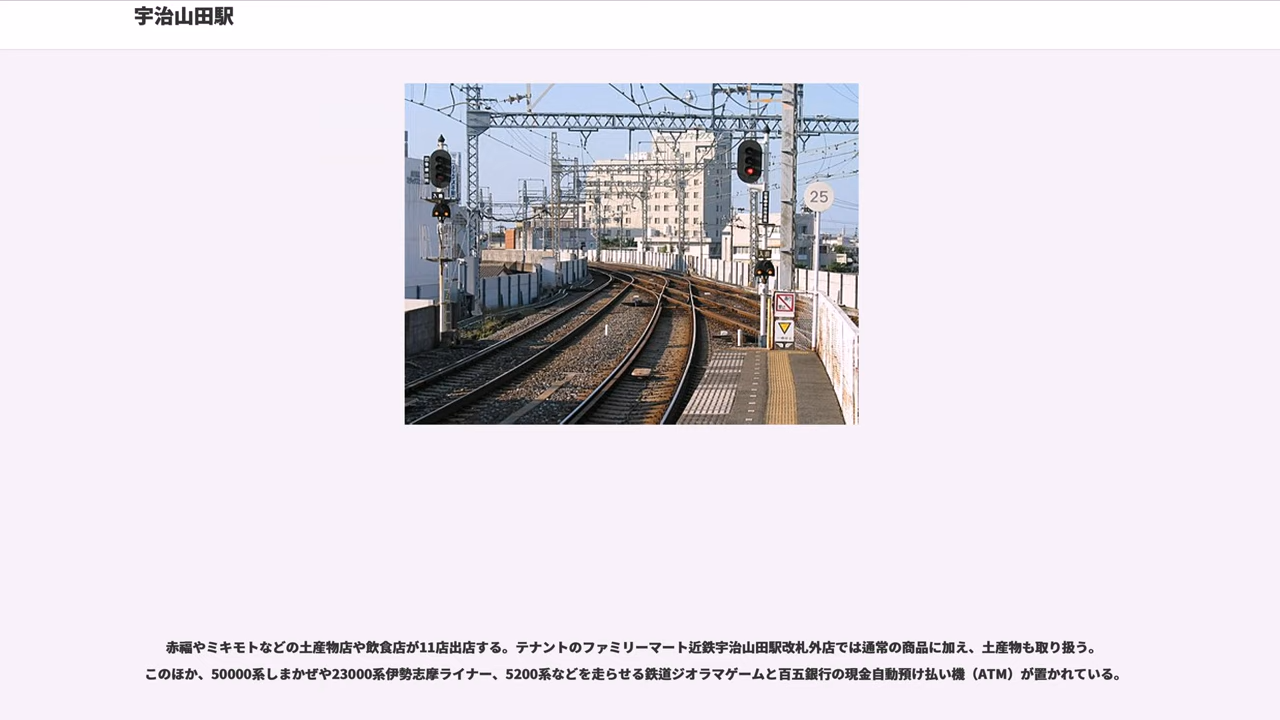 宇治山田駅
25
赤福やミキモトなどの土産物店や飲食店が11店出店する。テナントのファミリーマート近鉄宇治山田駅改札外店では通常の商品に加え、土産物も取り扱う。
このほか、50000系しまかぜや23000系伊勢志摩ライナー、5200系などを走らせる鉄道ジオラマゲームと百五銀行の現金自動預け払い機（ATM）が置かれている。